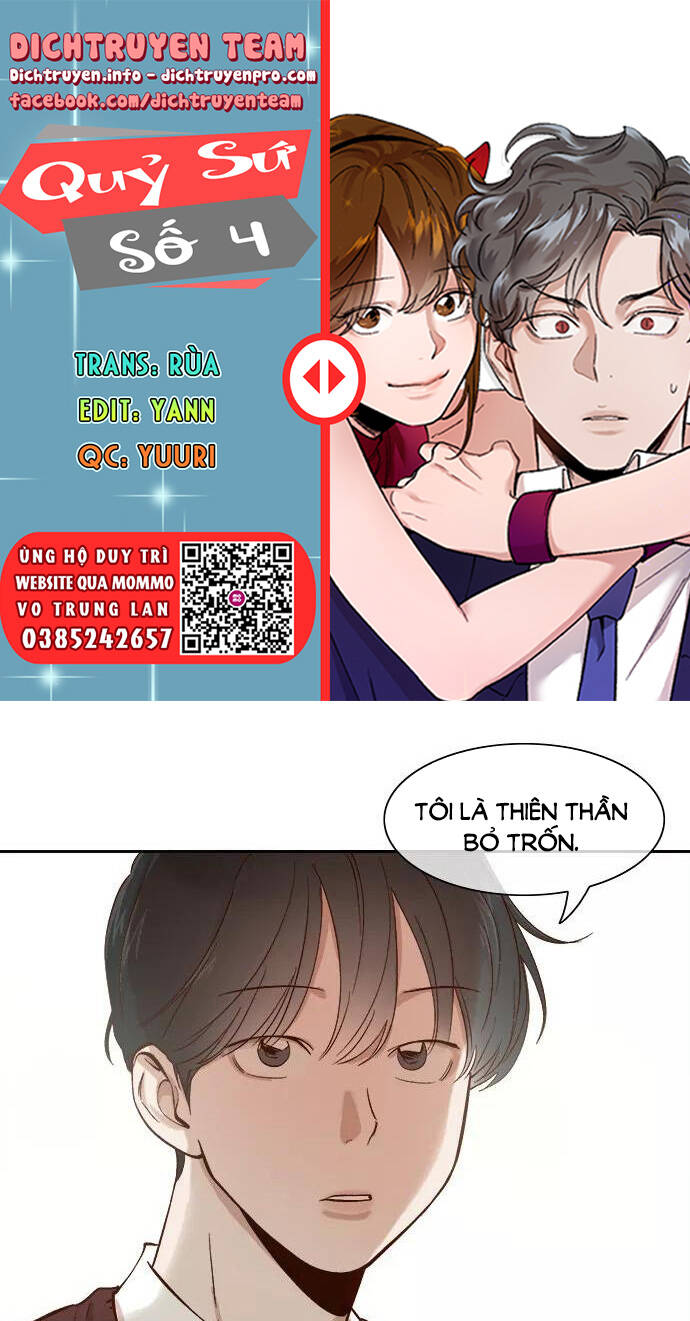 DICHTRUYEN TEAM
Dichtruyen.info - dichtruyenpro.com
facebook.com/dichtruyenteam
Quỷ Sứ
Số 4
TRANS: RÙA
EDIT: YANN
QC: YUURI
ỦNG HỘ DUY TRÌ
WEBSITE QUA MOMMO
VO TRUNG LAN
0385242657
TÔI LÀ THIÊN THẦN
BỎ TRỐN.